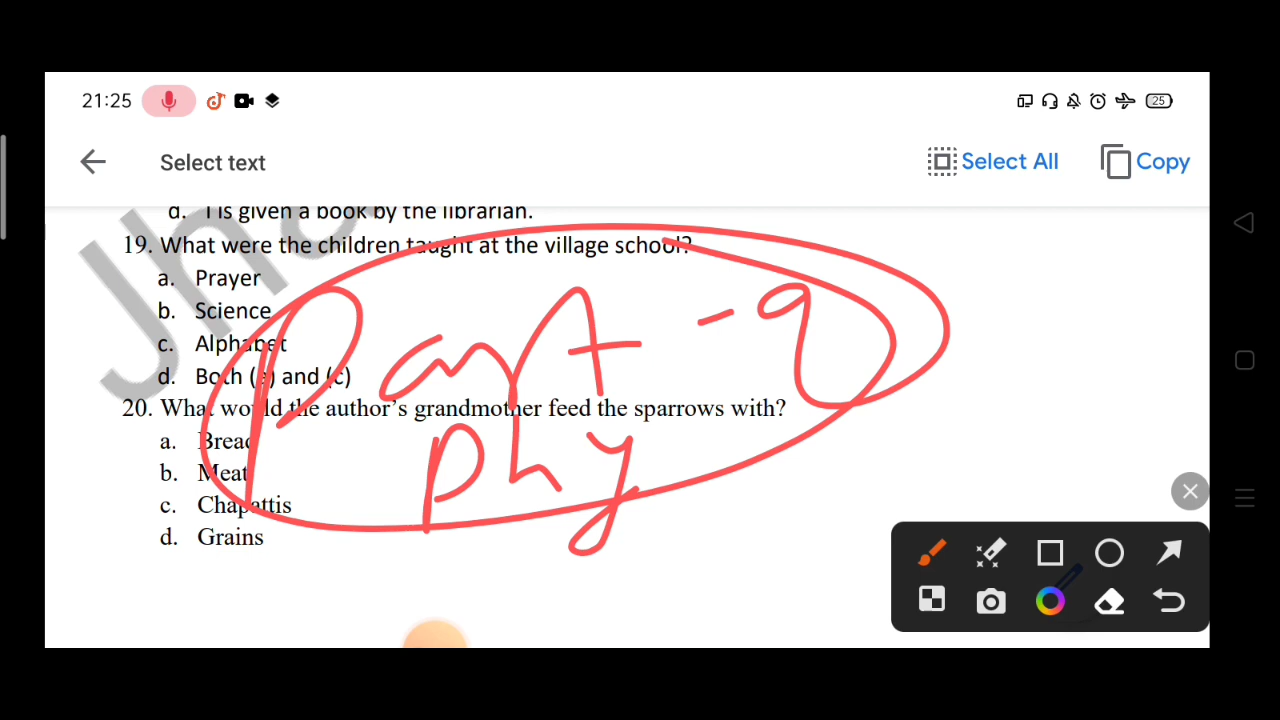 21:25
25
Select text
Select All
Copy
d. I is given a book by the librarian.
19. What were the children taught at the village school?
a. Prayer
b. Science
c. Alphabet
d. Both (a) and (c)
20. What would the author's grandmother feed the sparrows with?
a. Bread
b. Meat
c. Chapattis
d. Grains
Part - 9
phy
Jha